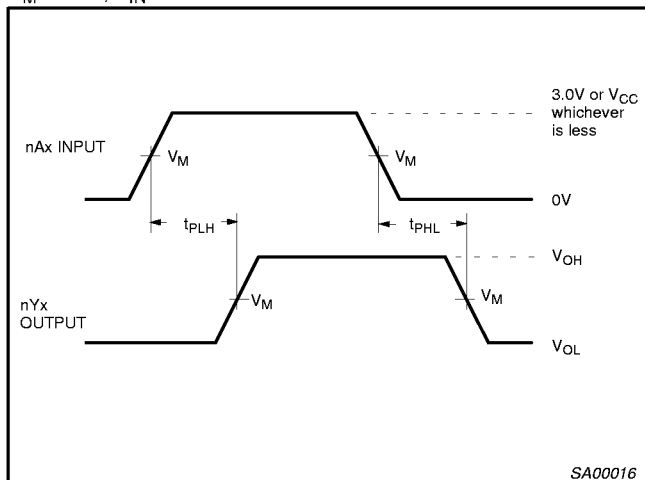 3.0V or VCC
whichever
is less
nAx INPUT
VM
VM
0V
tPLH
tPHL
VOH
nYx
OUTPUT
VM
VM
VOL
SA00016